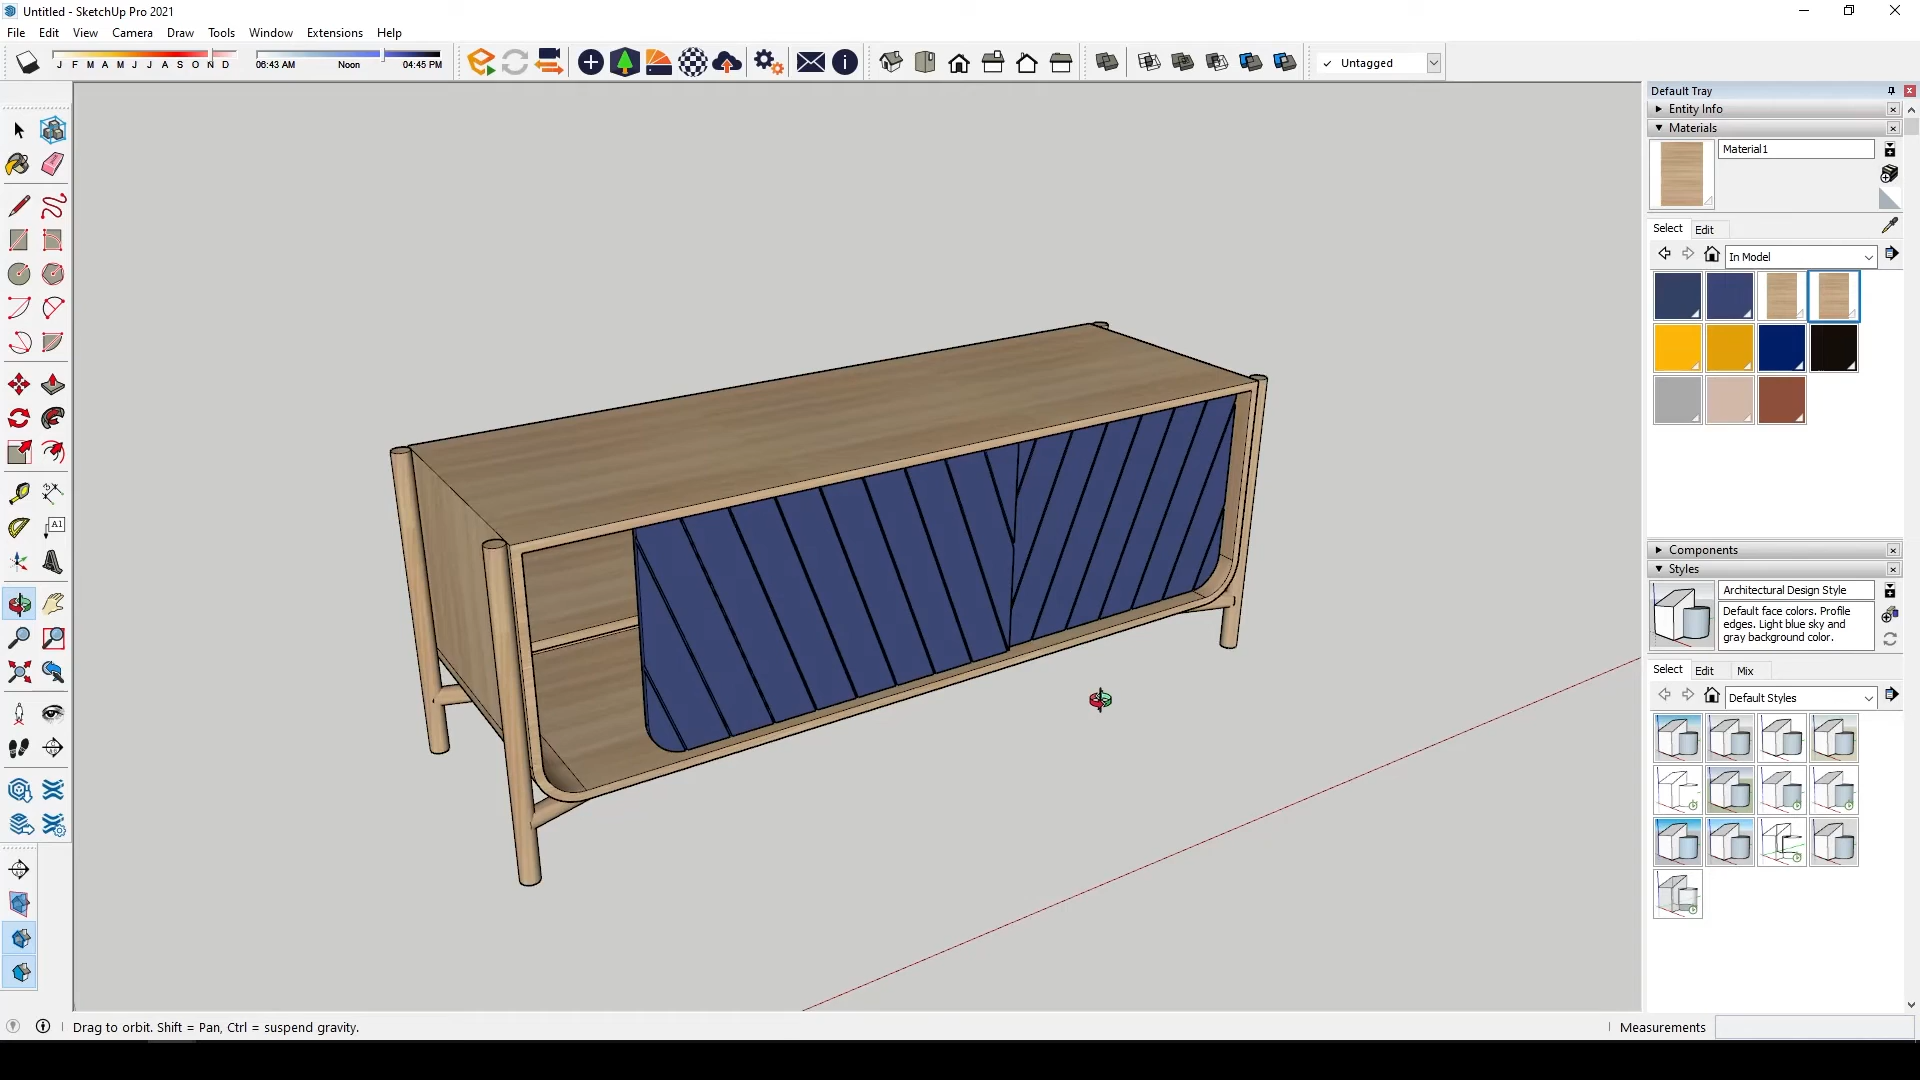 Untitled - SketchUp Pro 2021
File Edit View Camera Draw Tools Window Extensions Help
J F M A M J J A S O N D 06:43 AM Noon 04:45 PM Untagged
Default Tray
Entity Info
Materials
Material1
Select Edit
In Model
A1
Components
Styles
Architectural Design Style
Default face colors. Profile
edges. Light blue sky and
gray background color.
Select Edit Mix
Default Styles
Drag to orbit. Shift = Pan, Ctrl = suspend gravity.
Measurements